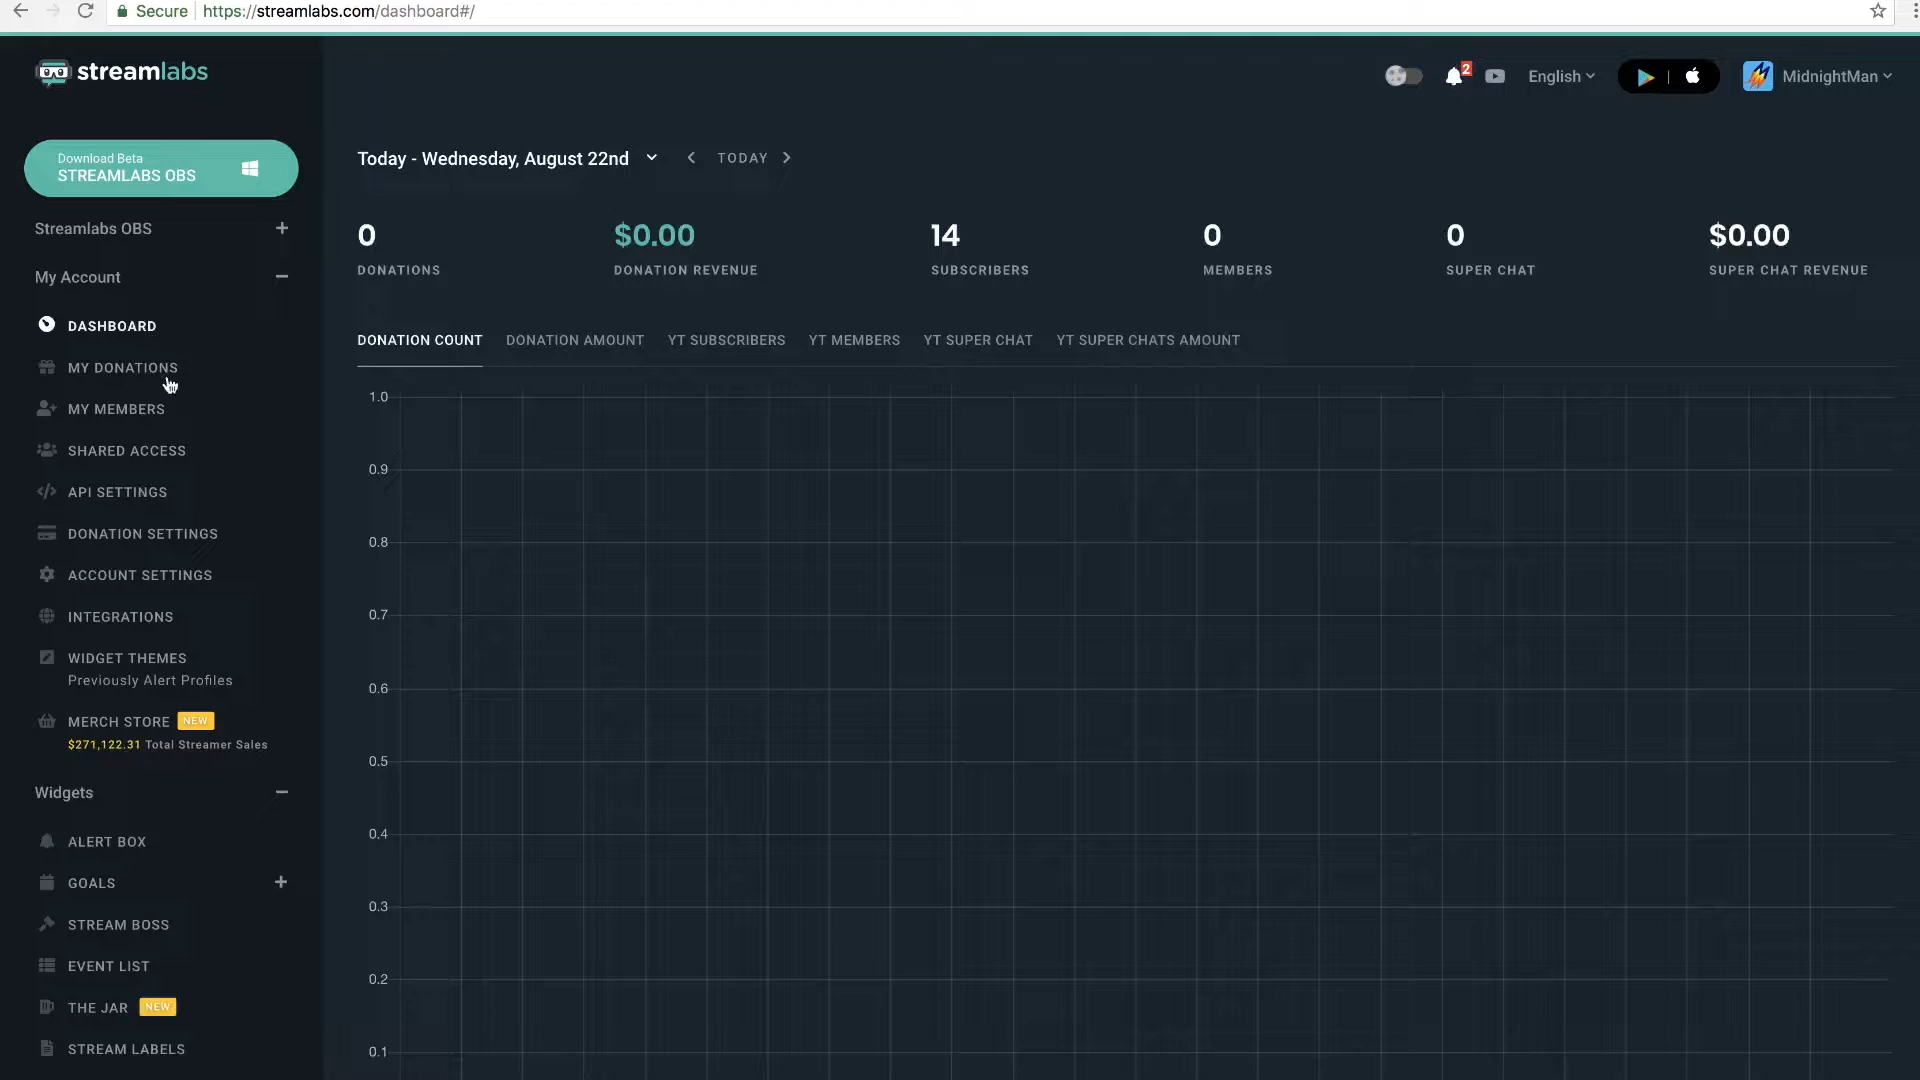 Secure
https://streamlabs.com/dashboard#/
streamlabs
2
English
MidnightMan
Download Beta
STREAMLABS OBS
Streamlabs OBS
My Account
DASHBOARD
MY DONATIONS
MY MEMBERS
SHARED ACCESS
API SETTINGS
DONATION SETTINGS
ACCOUNT SETTINGS
INTEGRATIONS
WIDGET THEMES
Previously Alert Profiles
MERCH STORE NEW
$271,122.31 Total Streamer Sales
Widgets
ALERT BOX
GOALS
STREAM BOSS
EVENT LIST
THE JAR NEW
STREAM LABELS
Today - Wednesday, August 22nd
TODAY
0
DONATIONS
$0.00
DONATION REVENUE
14
SUBSCRIBERS
0
MEMBERS
0
SUPER CHAT
$0.00
SUPER CHAT REVENUE
DONATION COUNT
DONATION AMOUNT
YT SUBSCRIBERS
YT MEMBERS
YT SUPER CHAT
YT SUPER CHATS AMOUNT
1.0
0.9
0.8
0.7
0.6
0.5
0.4
0.3
0.2
0.1